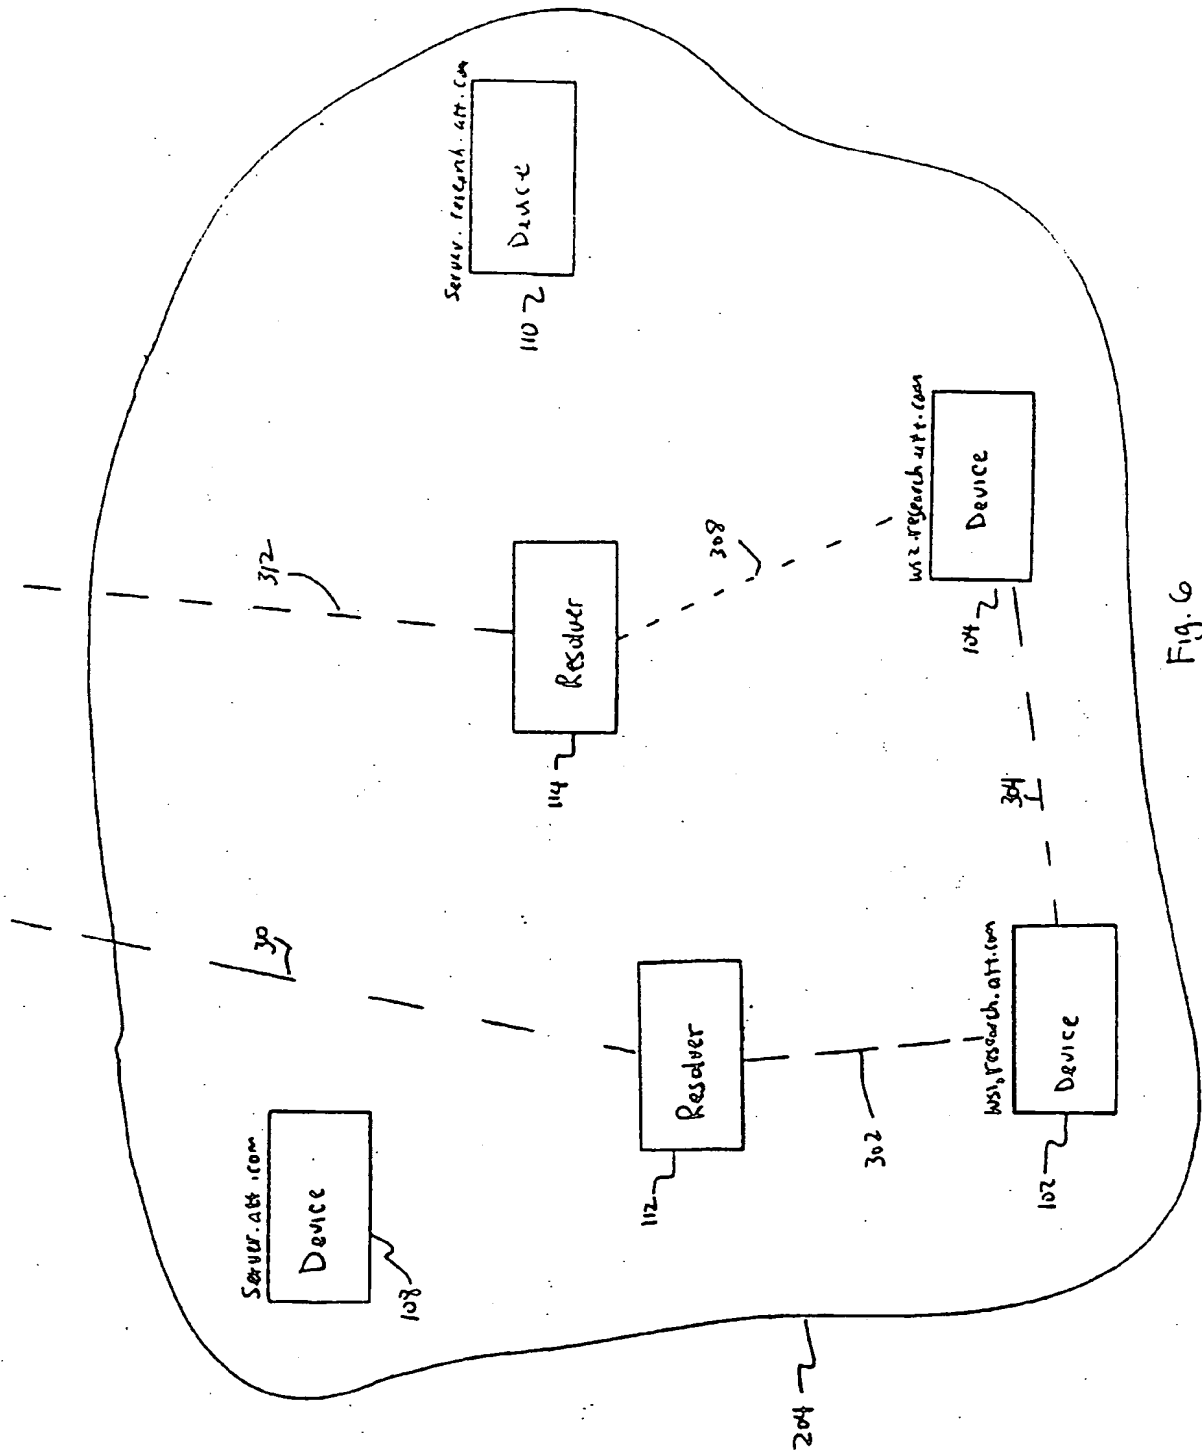 Server.att.com
Device
108
30
312
Server.research.att.com
Device
110
Resolver
112
Resolver
114
302
308
ws1.research.att.com
Device
102
304
ws2.research.att.com
Device
104
204
Fig. 6